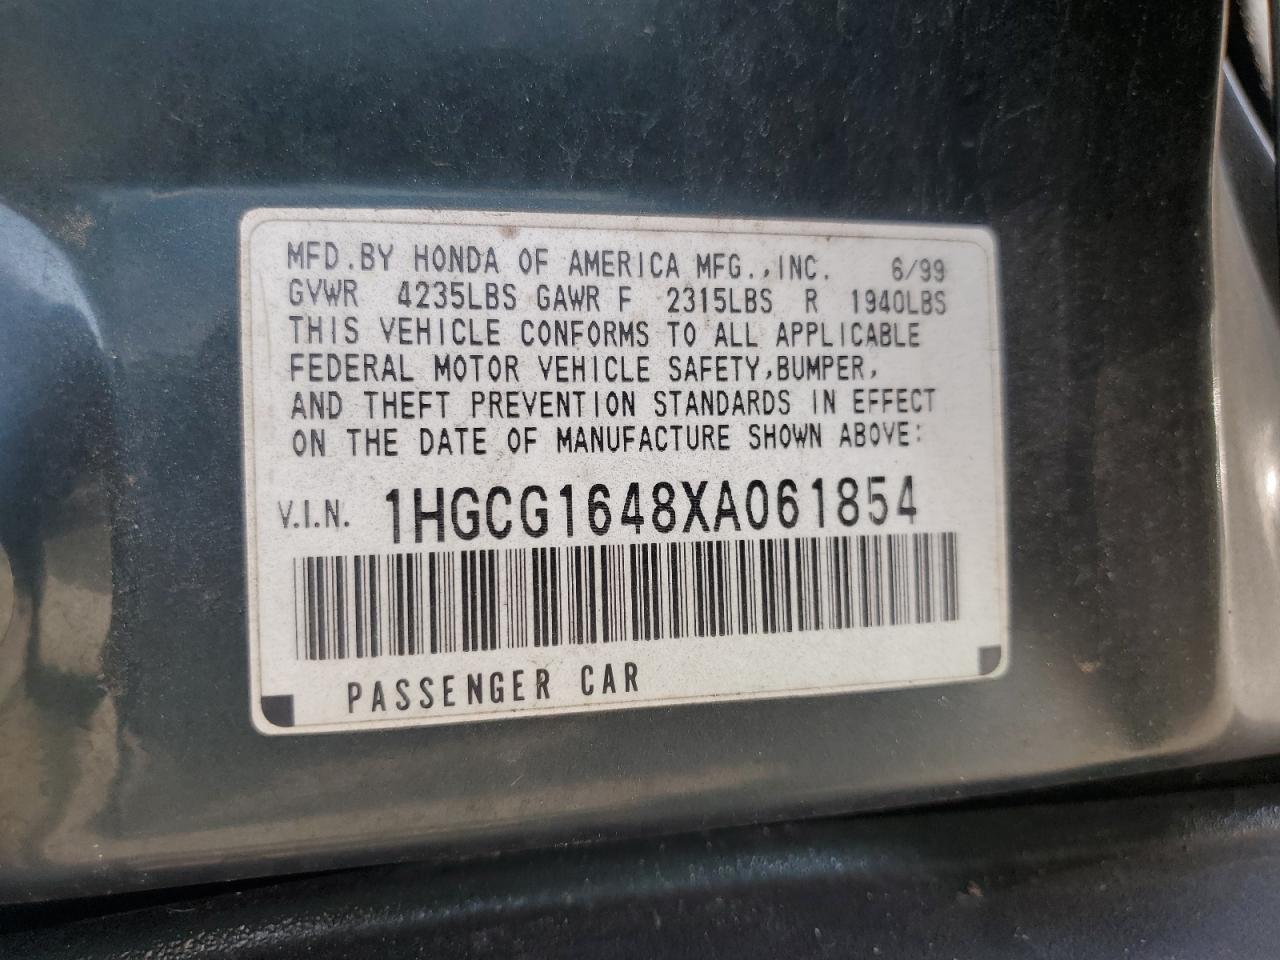 MFD.BY HONDA OF AMERICA MFG.,INC. 6/99
GVWR 4235LBS GAWR F 2315LBS R 1940LBS
THIS VEHICLE CONFORMS TO ALL APPLICABLE
FEDERAL MOTOR VEHICLE SAFETY,BUMPER,
AND THEFT PREVENTION STANDARDS IN EFFECT
ON THE DATE OF MANUFACTURE SHOWN ABOVE:
V.I.N. 1HGCG1648XA061854
PASSENGER CAR